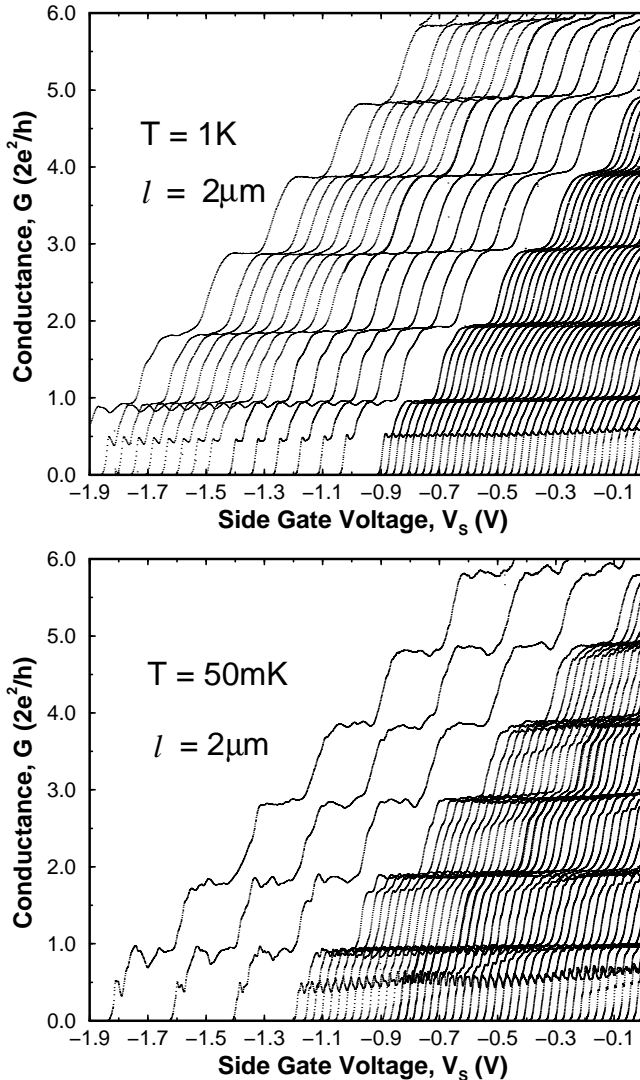 6.0
5.0
4.0
3.0
2.0
1.0
0.0
Conductance, G (2e²/h)
T = 1K
l = 2μm
−1.9 −1.7 −1.5 −1.3 −1.1 −0.9 −0.7 −0.5 −0.3 −0.1
Side Gate Voltage, V_S (V)
6.0
5.0
4.0
3.0
2.0
1.0
0.0
Conductance, G (2e²/h)
T = 50mK
l = 2μm
−1.9 −1.7 −1.5 −1.3 −1.1 −0.9 −0.7 −0.5 −0.3 −0.1
Side Gate Voltage, V_S (V)